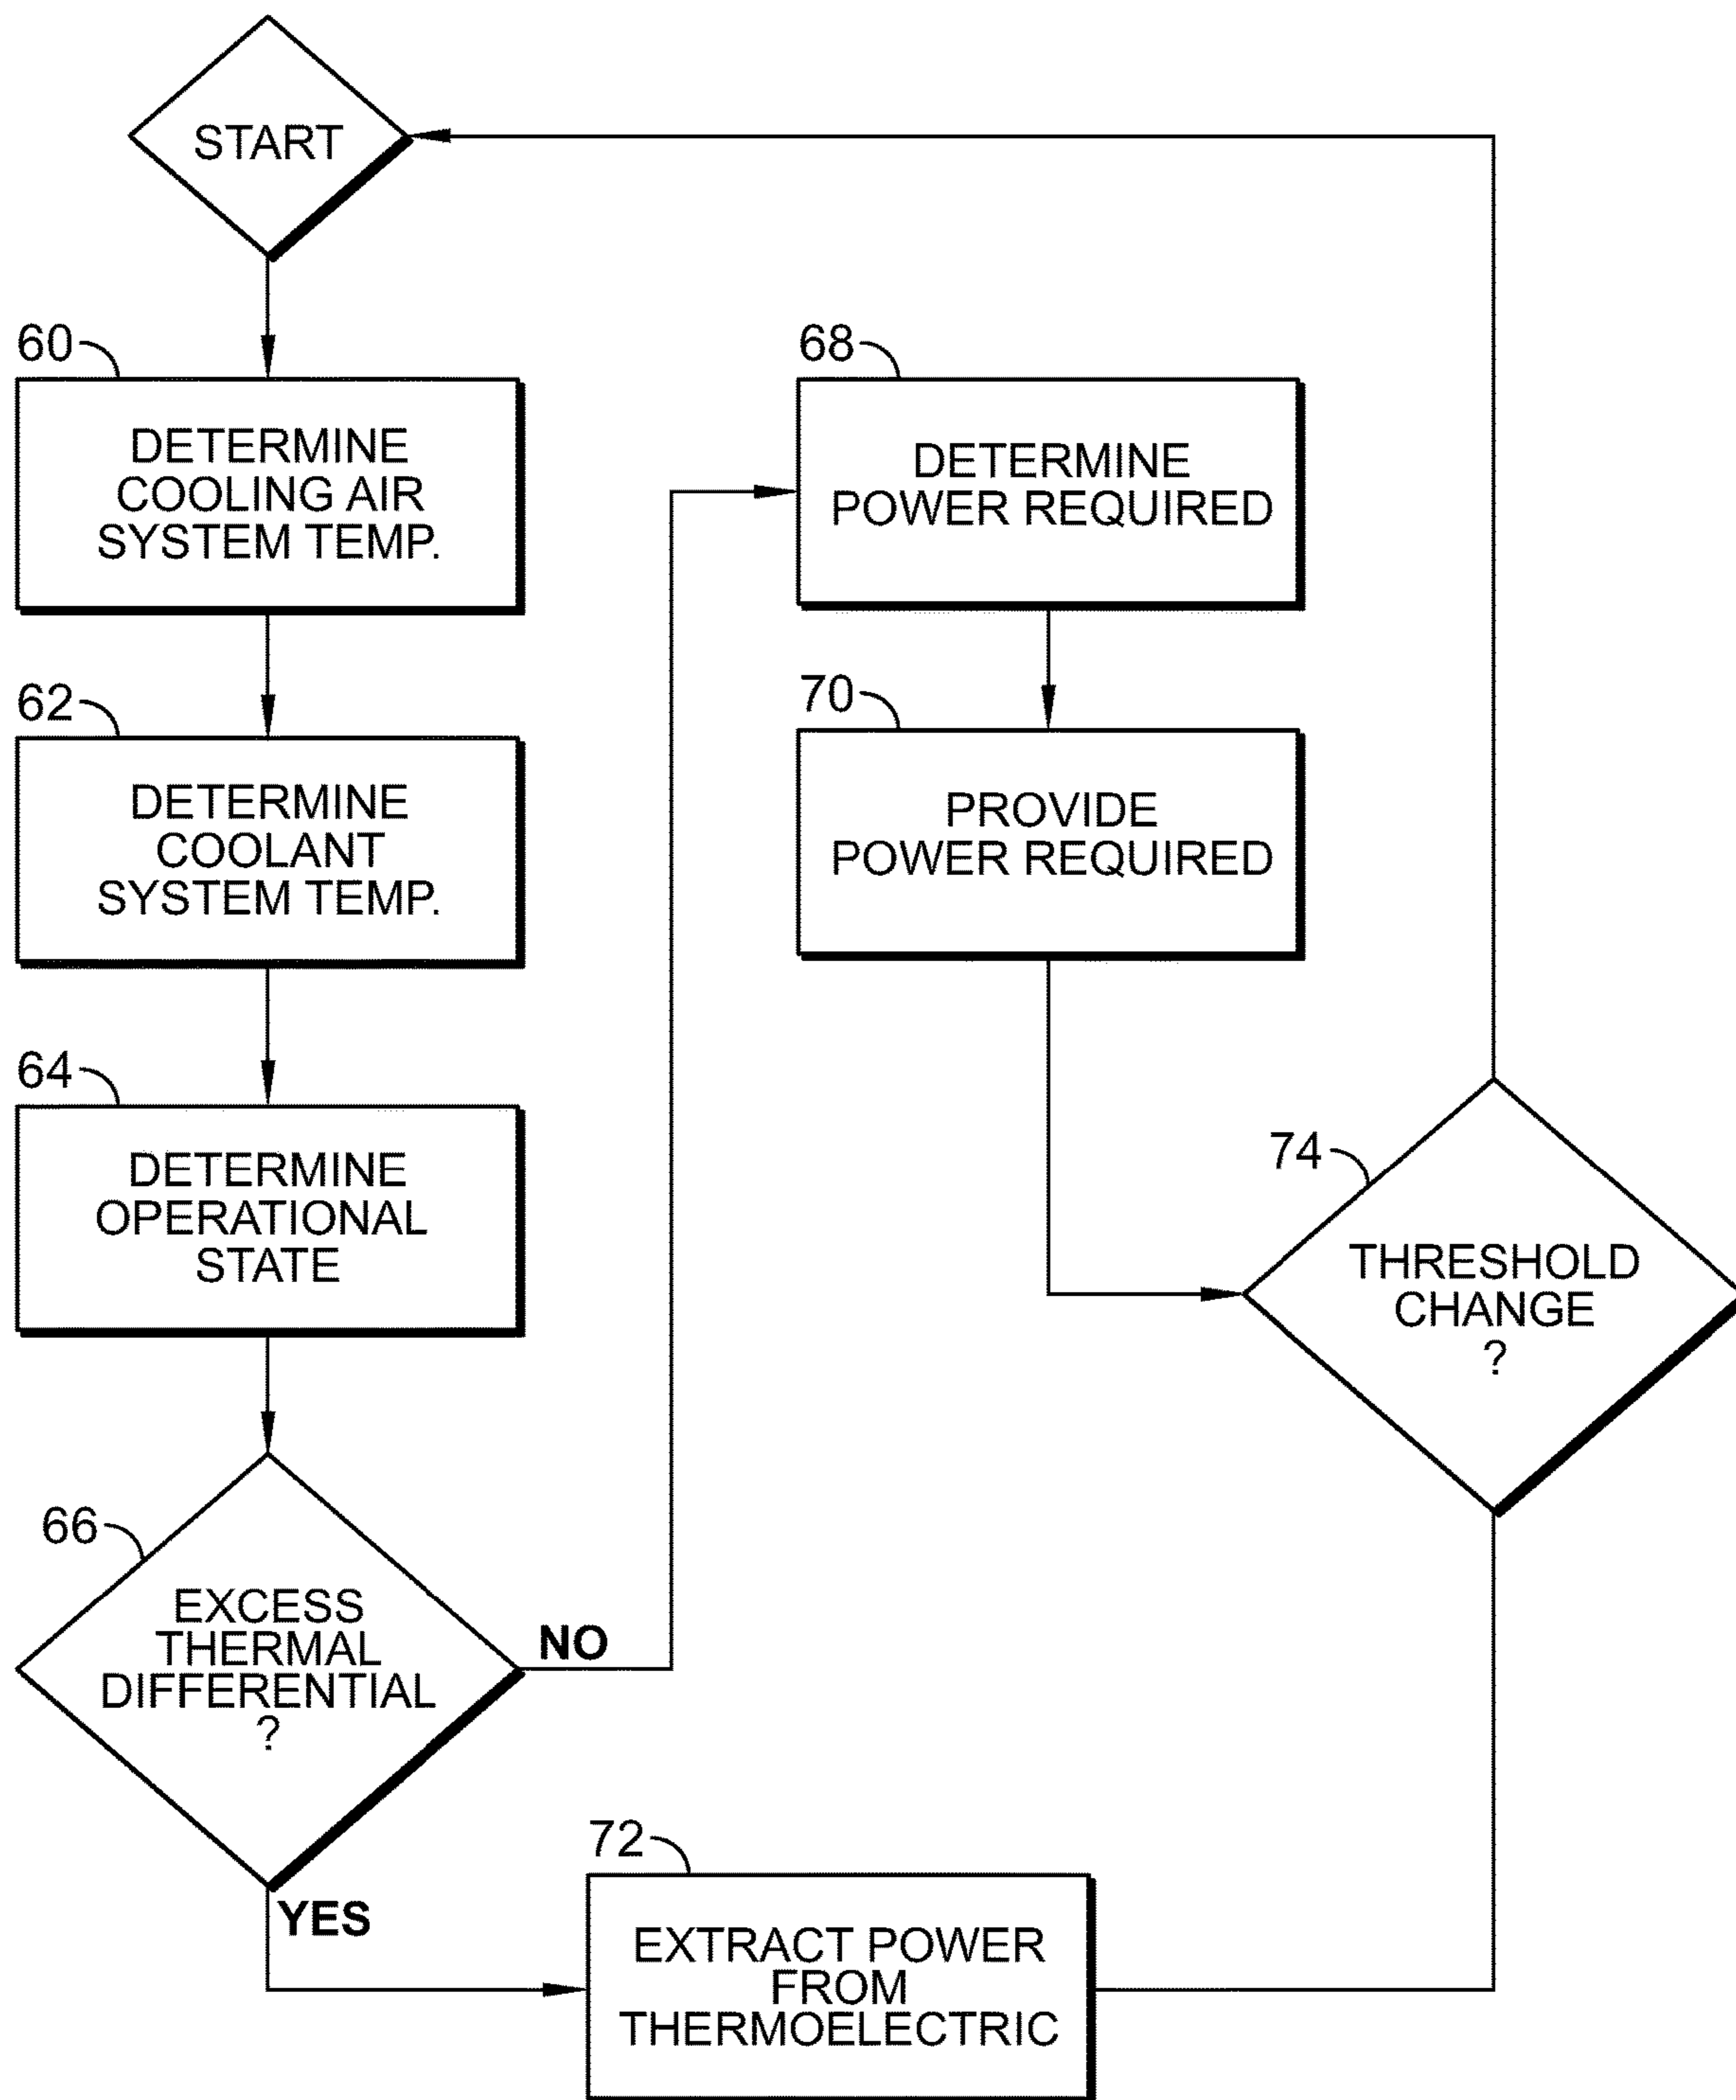 START
60
DETERMINE
COOLING AIR
SYSTEM TEMP.
62
DETERMINE
COOLANT
SYSTEM TEMP.
64
DETERMINE
OPERATIONAL
STATE
66
EXCESS
THERMAL
DIFFERENTIAL
?
NO
YES
68
DETERMINE
POWER REQUIRED
70
PROVIDE
POWER REQUIRED
72
EXTRACT POWER
FROM
THERMOELECTRIC
74
THRESHOLD
CHANGE
?